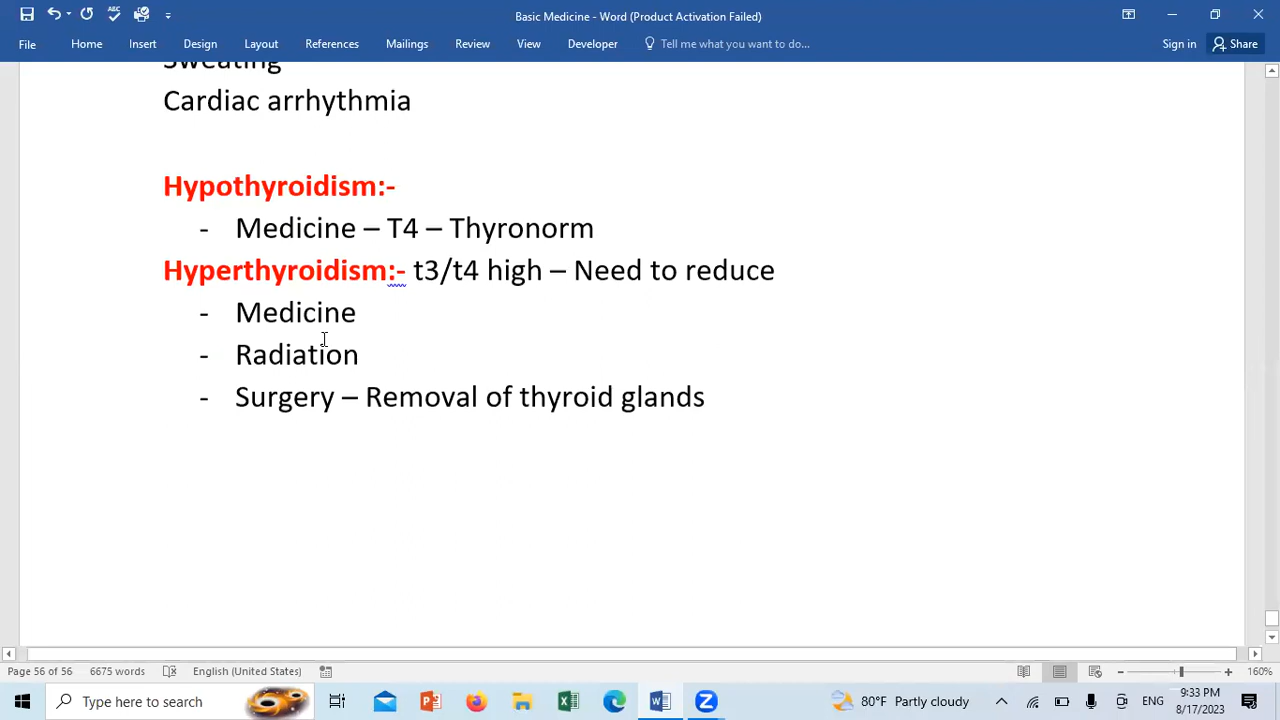 Basic Medicine - Word (Product Activation Failed)
File Home Insert Design Layout References Mailings Review View Developer Tell me what you want to do... Sign in Share
Sweating
Cardiac arrhythmia
Hypothyroidism:-
- Medicine – T4 – Thyronorm
Hyperthyroidism:- t3/t4 high – Need to reduce
- Medicine
- Radiation
- Surgery – Removal of thyroid glands
Page 56 of 56 6675 words English (United States) 160%
Type here to search 80°F Partly cloudy ENG 9:33 PM
8/17/2023